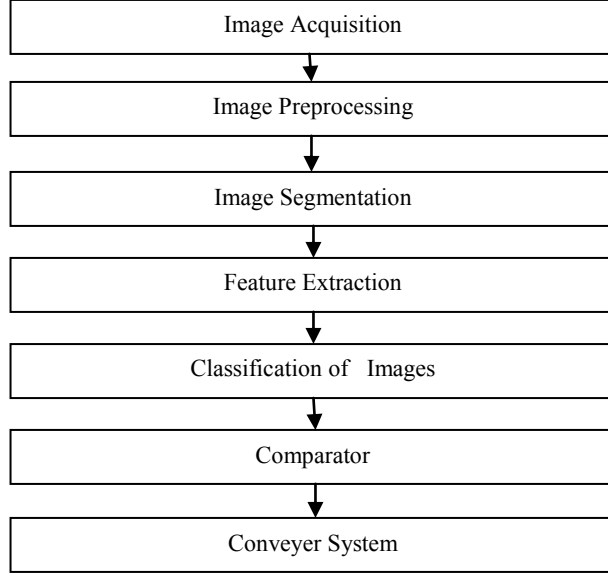 Image Acquisition
Image Preprocessing
Image Segmentation
Feature Extraction
Classification of Images
Comparator
Conveyer System